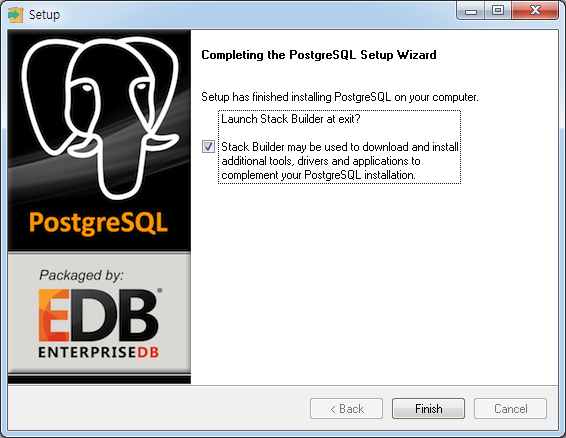 Setup
Completing the PostgreSQL Setup Wizard
Setup has finished installing PostgreSQL on your computer.
Launch Stack Builder at exit?
Stack Builder may be used to download and install
additional tools, drivers and applications to
complement your PostgreSQL installation.
PostgreSQL
Packaged by:
EDB®
ENTERPRISEDB
< Back
Finish
Cancel